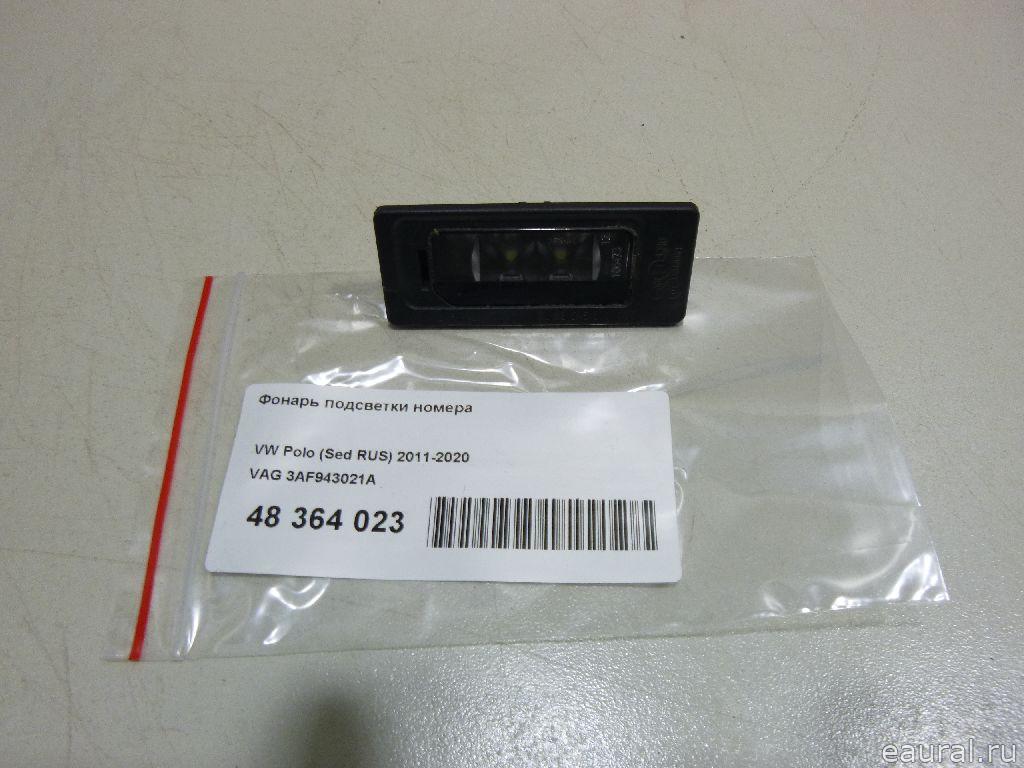 Фонарь подсветки номера
VW Polo (Sed RUS) 2011-2020
VAG 3AF943021A
48 364 023
eaural.ru